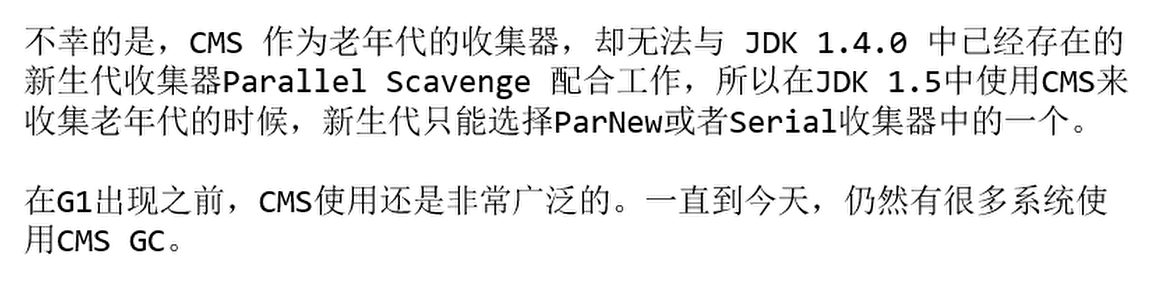 不幸的是，CMS 作为老年代的收集器，却无法与 JDK 1.4.0 中已经存在的
新生代收集器Parallel Scavenge 配合工作，所以在JDK 1.5中使用CMS来
收集老年代的时候，新生代只能选择ParNew或者Serial收集器中的一个。
在G1出现之前，CMS使用还是非常广泛的。一直到今天，仍然有很多系统使
用CMS GC。